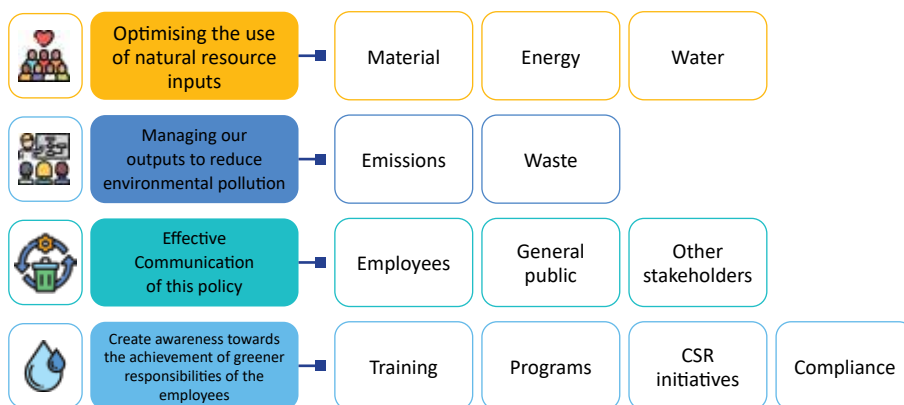 Optimising the use
of natural resource
inputs
Material
Energy
Water
Managing our
outputs to reduce
environmental pollution
Emissions
Waste
Effective
Communication
of this policy
Employees
General
public
Other
stakeholders
Create awareness towards
the achievement of greener
responsibilities of the
employees
Training
Programs
CSR
initiatives
Compliance